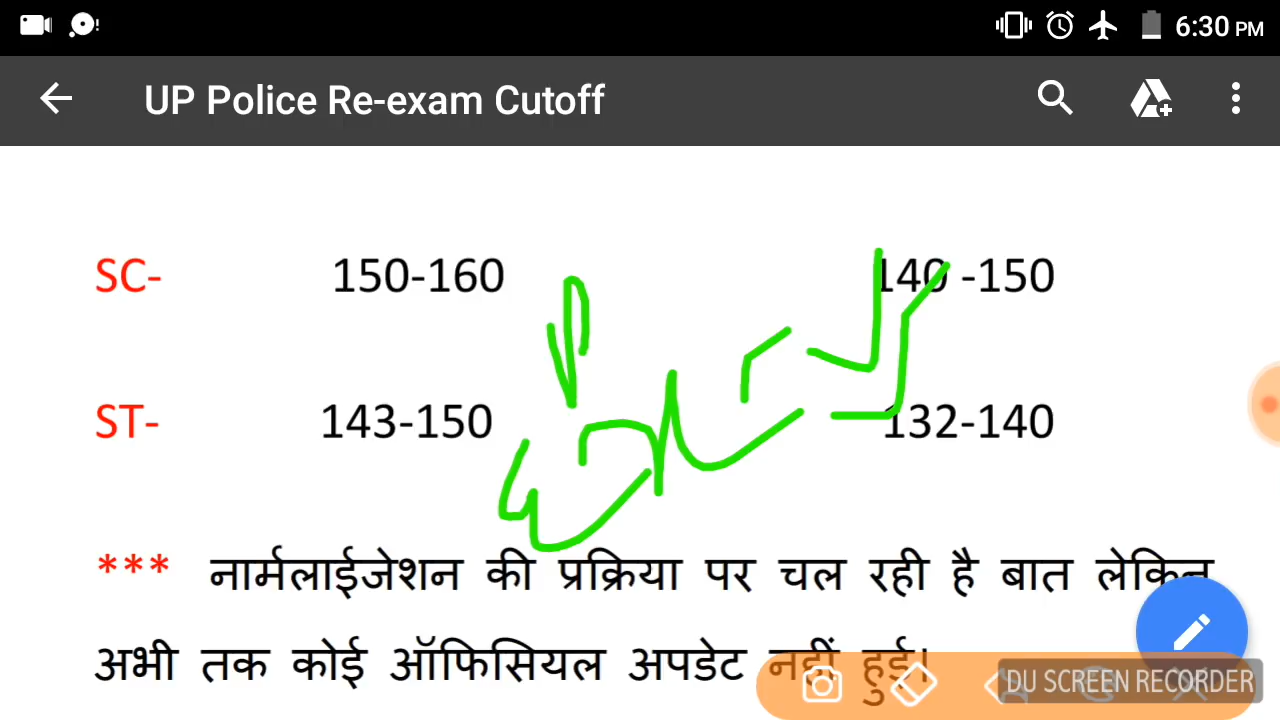 6:30 PM
UP Police Re-exam Cutoff
SC- 150-160 140 -150
ST- 143-150 132-140
*** नार्मलाईजेशन की प्रक्रिया पर चल रही है बात लेकिन
अभी तक कोई ऑफिसियल अपडेट नहीं हुई।
DU SCREEN RECORDER